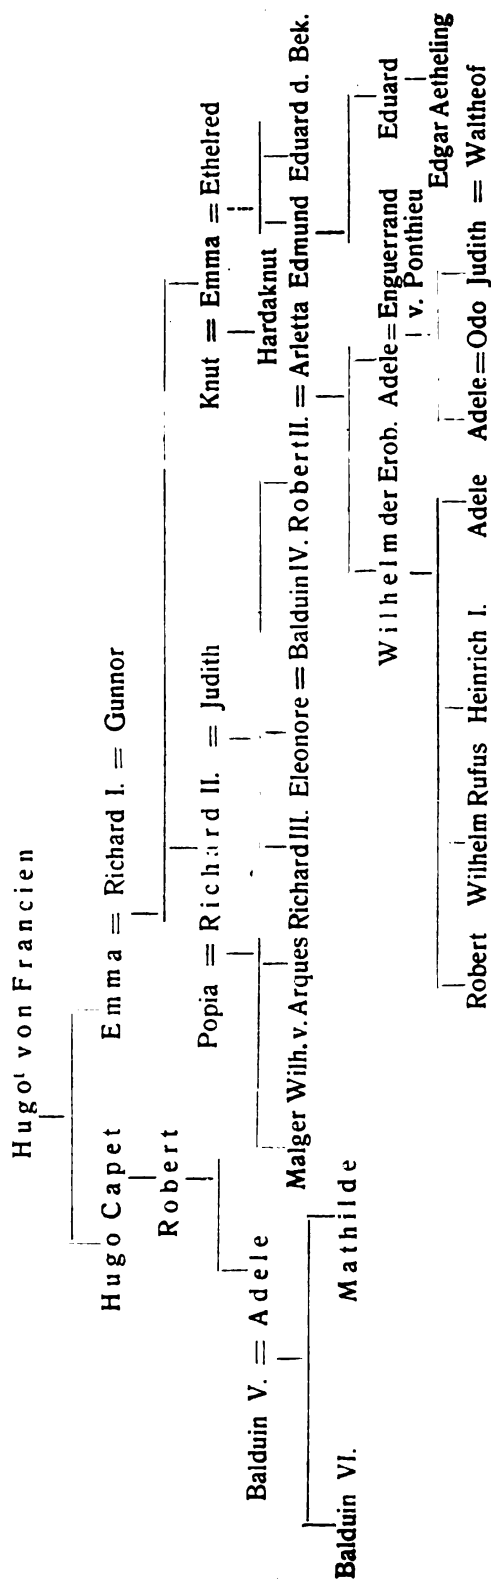 Hugo von Francien
Hugo Capet Emma = Richard I. = Gunnor
Robert Popia = Richard II. = Judith Knut = Emma = Ethelred
Balduin V. = Adele Hardaknut
Malger Wilh. v. Arques Richard III. Eleonore = Balduin IV. Robert II. = Arletta Edmund Eduard d. Bek.
Balduin VI. Mathilde Wilhelm der Erob. Adele = Enguerrand Eduard
v. Ponthieu
Edgar Aetheling
Robert Wilhelm Rufus Heinrich I. Adele Adele = Odo Judith = Waltheof